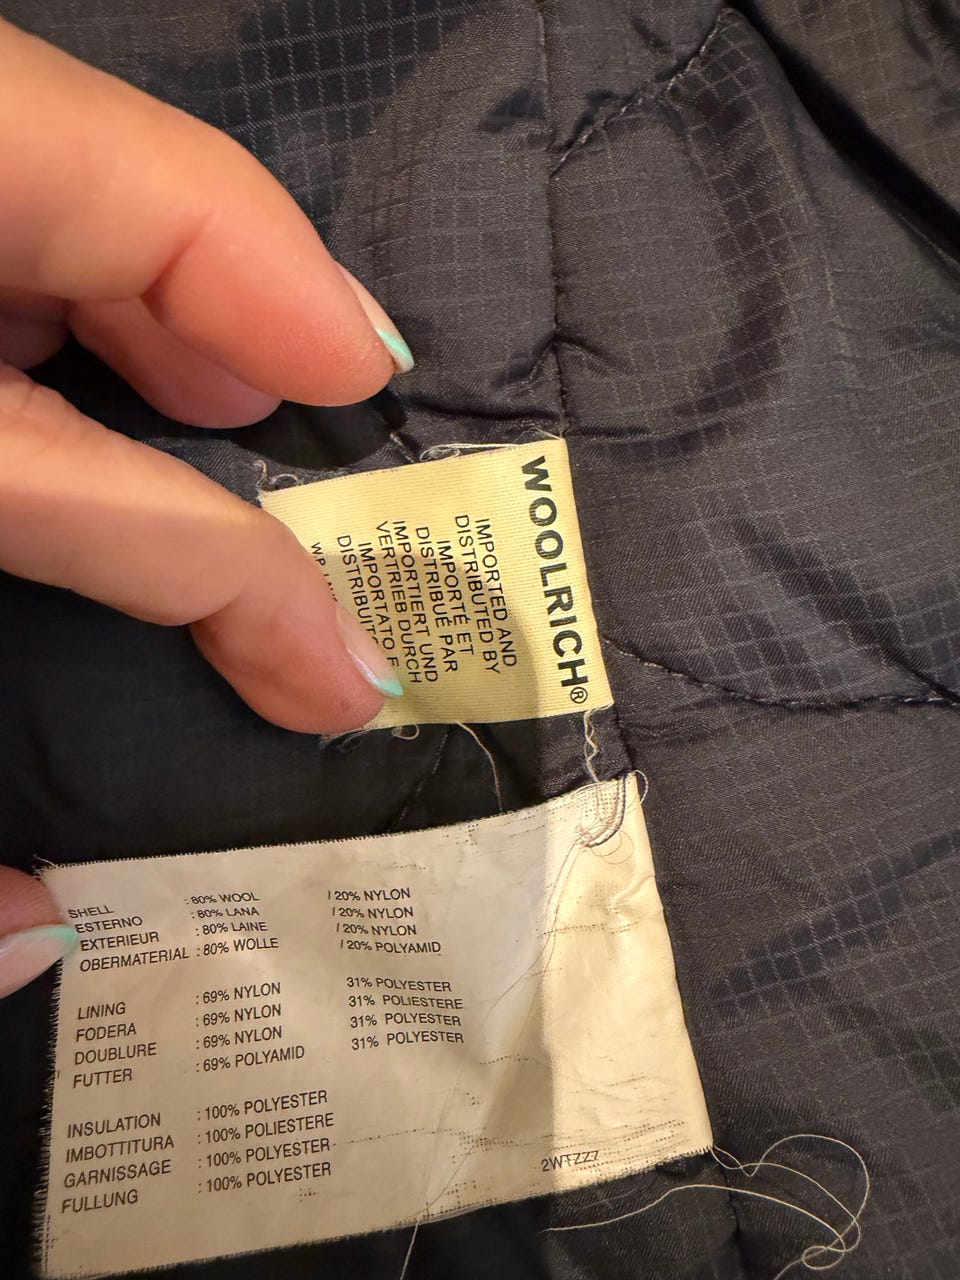 WOOLRICH®
IMPORTED AND
DISTRIBUTED BY
IMPORTÉ ET
DISTRIBUÉ PAR
IMPORTIERT UND
VERTRIEB DURCH
IMPORTATO E
SHELL : 80% WOOL / 20% NYLON
ESTERNO : 80% LANA / 20% NYLON
EXTERIEUR : 80% LAINE / 20% NYLON
OBERMATERIAL : 80% WOLLE / 20% POLYAMID
LINING : 69% NYLON 31% POLYESTER
FODERA : 69% NYLON 31% POLIESTERE
DOUBLURE : 69% NYLON 31% POLYESTER
FUTTER : 69% POLYAMID 31% POLYESTER
INSULATION : 100% POLYESTER
IMBOTTITURA : 100% POLIESTERE
GARNISSAGE : 100% POLYESTER
FULLUNG : 100% POLYESTER